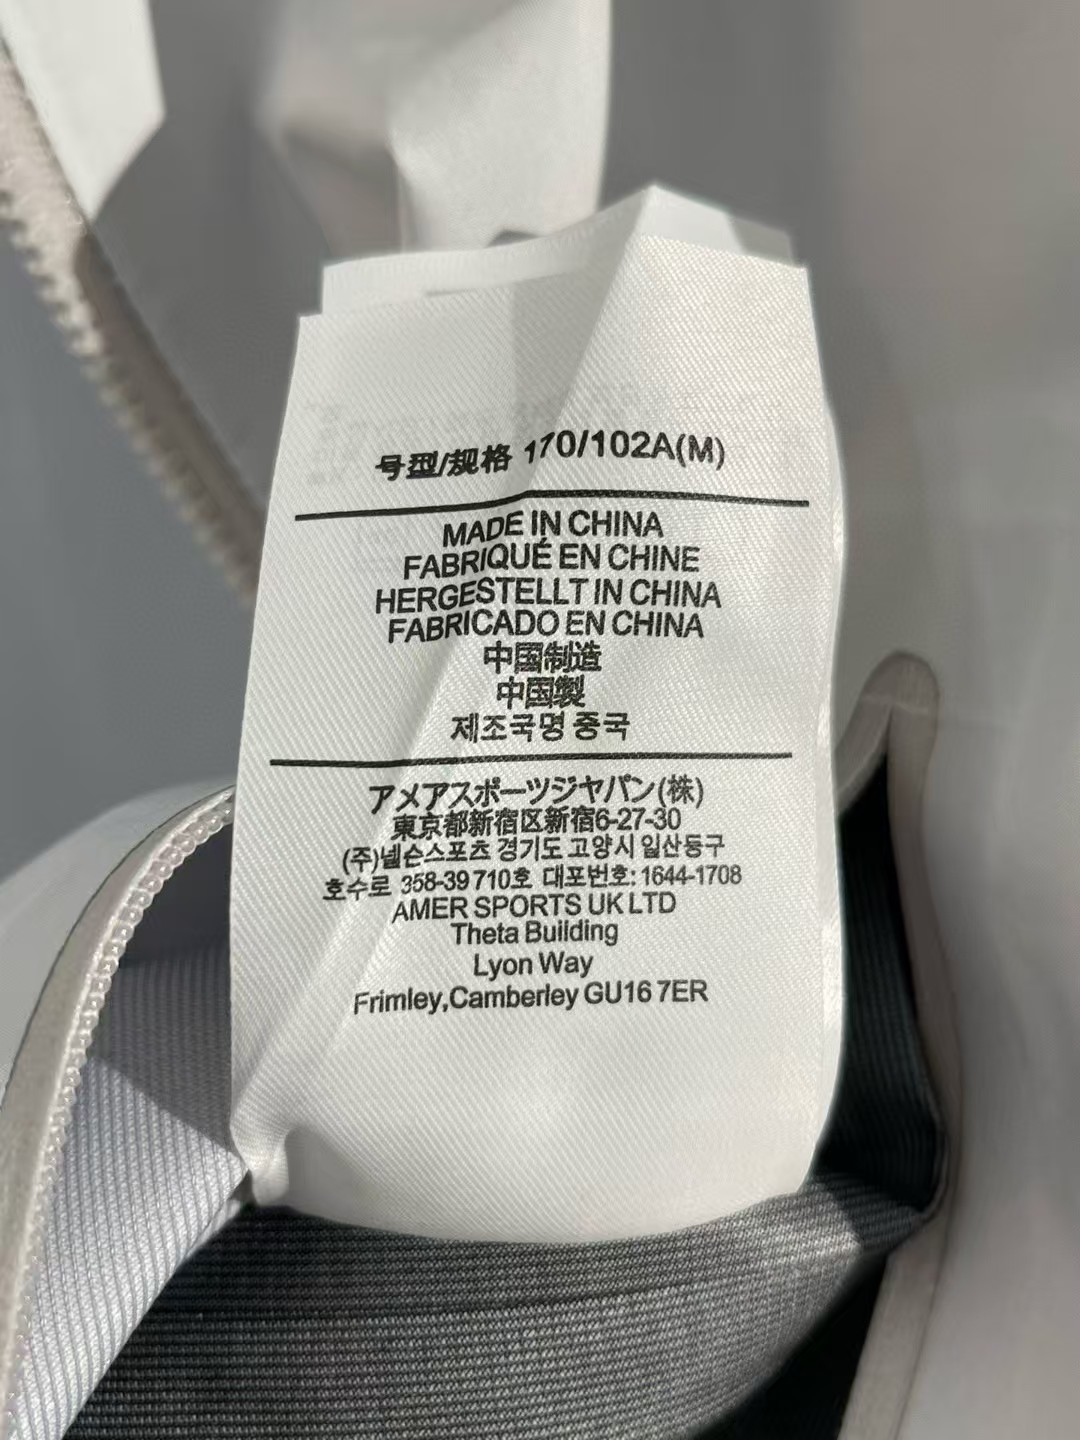 号型/规格 170/102A(M)
MADE IN CHINA
FABRIQUÉ EN CHINE
HERGESTELLT IN CHINA
FABRICADO EN CHINA
中国制造
中国製
제조국명 중국
アメアスポーツジャパン(株)
東京都新宿区新宿6-27-30
(주)넬슨스포츠 경기도 고양시 일산동구
호수로 358-39 710호 대포번호: 1644-1708
AMER SPORTS UK LTD
Theta Building
Lyon Way
Frimley,Camberley GU16 7ER